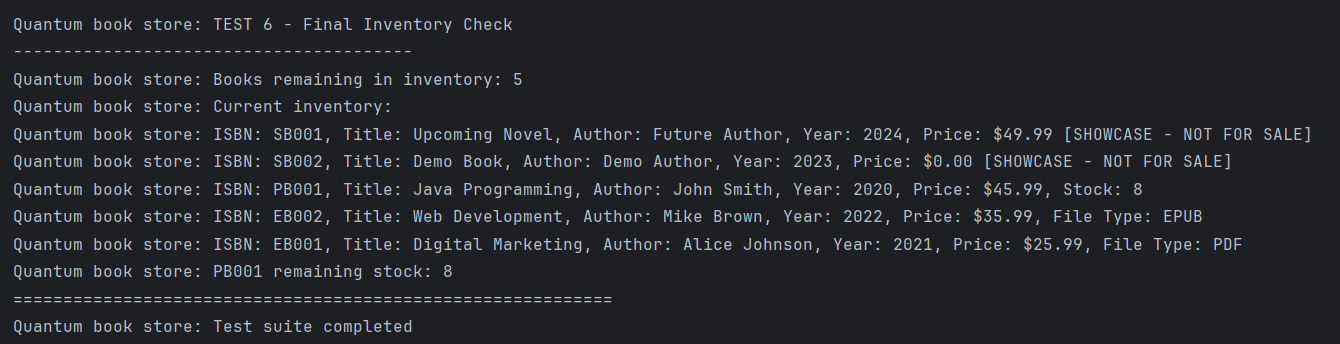 Quantum book store: TEST 6 - Final Inventory Check
----------------------------------------
Quantum book store: Books remaining in inventory: 5
Quantum book store: Current inventory:
Quantum book store: ISBN: SB001, Title: Upcoming Novel, Author: Future Author, Year: 2024, Price: $49.99 [SHOWCASE - NOT FOR SALE]
Quantum book store: ISBN: SB002, Title: Demo Book, Author: Demo Author, Year: 2023, Price: $0.00 [SHOWCASE - NOT FOR SALE]
Quantum book store: ISBN: PB001, Title: Java Programming, Author: John Smith, Year: 2020, Price: $45.99, Stock: 8
Quantum book store: ISBN: EB002, Title: Web Development, Author: Mike Brown, Year: 2022, Price: $35.99, File Type: EPUB
Quantum book store: ISBN: EB001, Title: Digital Marketing, Author: Alice Johnson, Year: 2021, Price: $25.99, File Type: PDF
Quantum book store: PB001 remaining stock: 8
============================================================
Quantum book store: Test suite completed